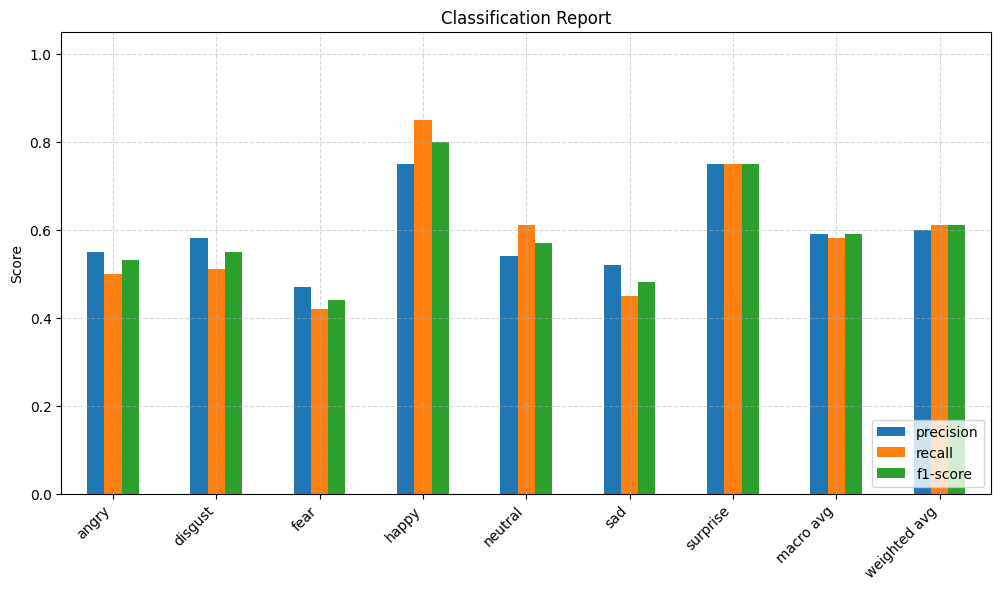 Classification Report
Score
1.0
0.8
0.6
0.4
0.2
0.0
precision
recall
f1-score
angry
disgust
fear
happy
neutral
sad
surprise
macro avg
weighted avg